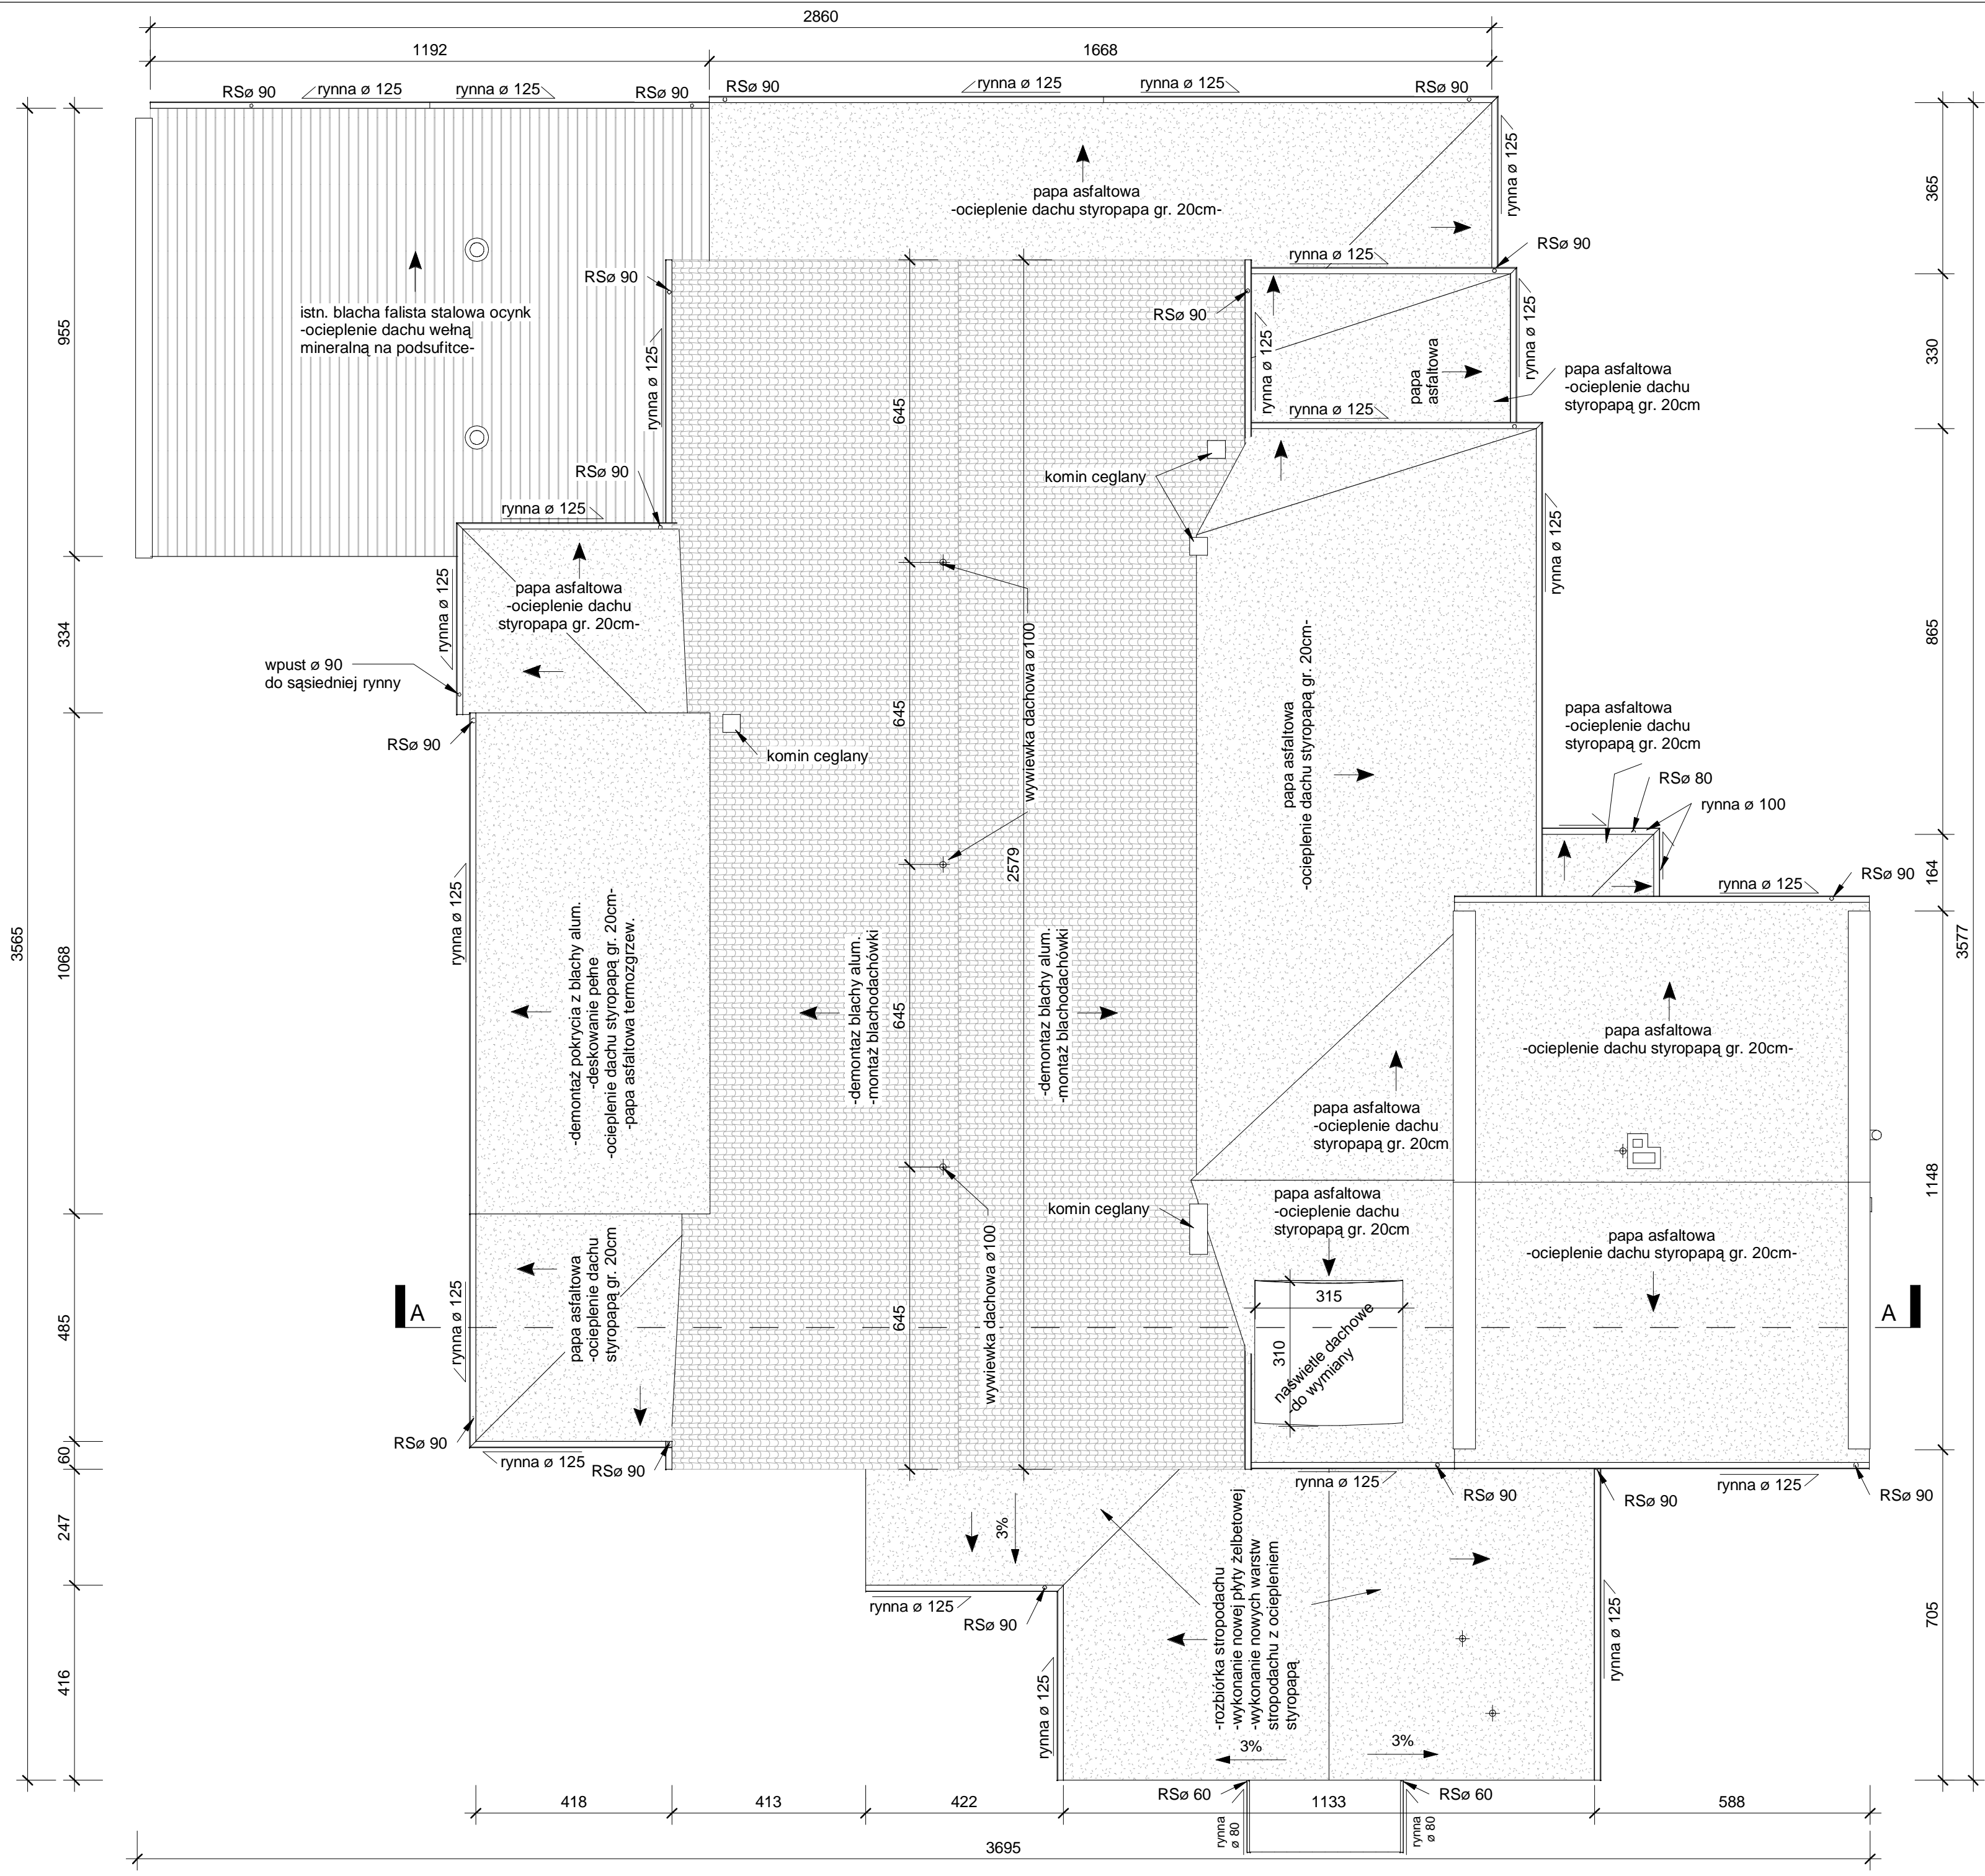 2860
1192
1668
RSø 90
rynna ø 125
rynna ø 125
RSø 90
RSø 90
rynna ø 125
rynna ø 125
RSø 90
rynna ø 125
365
papa asfaltowa
-ocieplenie dachu styropapa gr. 20cm-
rynna ø 125
RSø 90
RSø 90
RSø 90
istn. blacha falista stalowa ocynk
-ocieplenie dachu wełną
mineralną na podsufitce-
955
rynna ø 125
rynna ø 125
rynna ø 125
330
papa
asfaltowa
papa asfaltowa
-ocieplenie dachu
styropapą gr. 20cm
645
rynna ø 125
RSø 90
komin ceglany
rynna ø 125
rynna ø 125
papa asfaltowa
-ocieplenie dachu
styropapa gr. 20cm-
rynna ø 125
334
wpust ø 90
do sąsiedniej rynny
wywiewka dachowa ø100
865
papa asfaltowa
-ocieplenie dachu styropapą gr. 20cm-
RSø 90
645
komin ceglany
papa asfaltowa
-ocieplenie dachu
styropapą gr. 20cm
RSø 80
rynna ø 100
2579
164
rynna ø 125
RSø 90
rynna ø 125
3565
1068
-demontaż pokrycia z blachy alum.
-deskowanie pełne
-ocieplenie dachu styropapą gr. 20cm-
-papa asfaltowa termozgrzew.
-demontaz blachy alum.
-montaż blachodachówki
645
-demontaz blachy alum.
-montaż blachodachówki
3577
papa asfaltowa
-ocieplenie dachu styropapą gr. 20cm-
papa asfaltowa
-ocieplenie dachu
styropapą gr. 20cm
1148
papa asfaltowa
-ocieplenie dachu
styropapą gr. 20cm
komin ceglany
papa asfaltowa
-ocieplenie dachu styropapą gr. 20cm-
papa asfaltowa
-ocieplenie dachu
styropapą gr. 20cm
wywiewka dachowa ø100
A
A
315
310
naświetle dachowe
-do wymiany
485
rynna ø 125
645
RSø 90
60
rynna ø 125
RSø 90
rynna ø 125
RSø 90
RSø 90
rynna ø 125
RSø 90
247
3%
-rozbiórka stropodachu
-wykonanie nowej płyty żelbetowej
-wykonanie nowych warstw
stropodachu z ociepleniem
styropapą
rynna ø 125
RSø 90
rynna ø 125
705
416
rynna ø 125
3%
3%
RSø 60
RSø 60
418
413
422
1133
588
rynna
ø 80
rynna
ø 80
3695